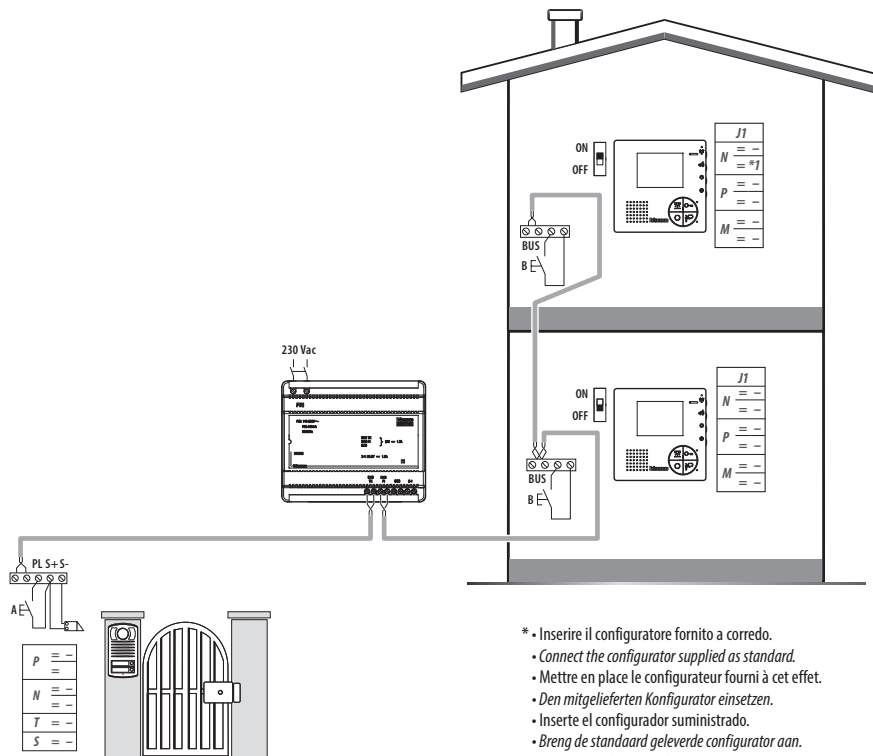 J1
ON
OFF
N = –
= *1
P = –
= –
M = –
= –
BUS
B
230 Vac
J1
ON
OFF
N = –
= –
P = –
= –
M = –
= –
BUS
B
PL S+ S-
A
P = –
=
N = –
= –
T = –
S = –
* • Inserire il configuratore fornito a corredo.
• Connect the configurator supplied as standard.
• Mettre en place le configurateur fourni à cet effet.
• Den mitgelieferten Konfigurator einsetzen.
• Inserte el configurador suministrado.
• Breng de standaard geleverde configurator aan.